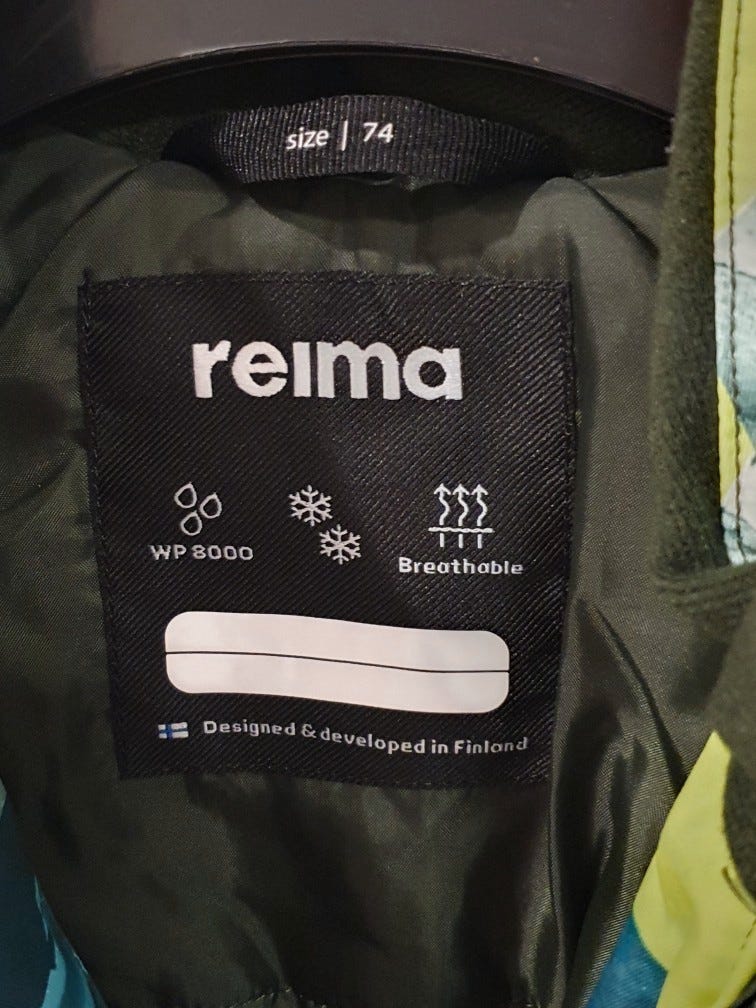 size | 74
reima
WP 8000
Breathable
Designed & developed in Finland